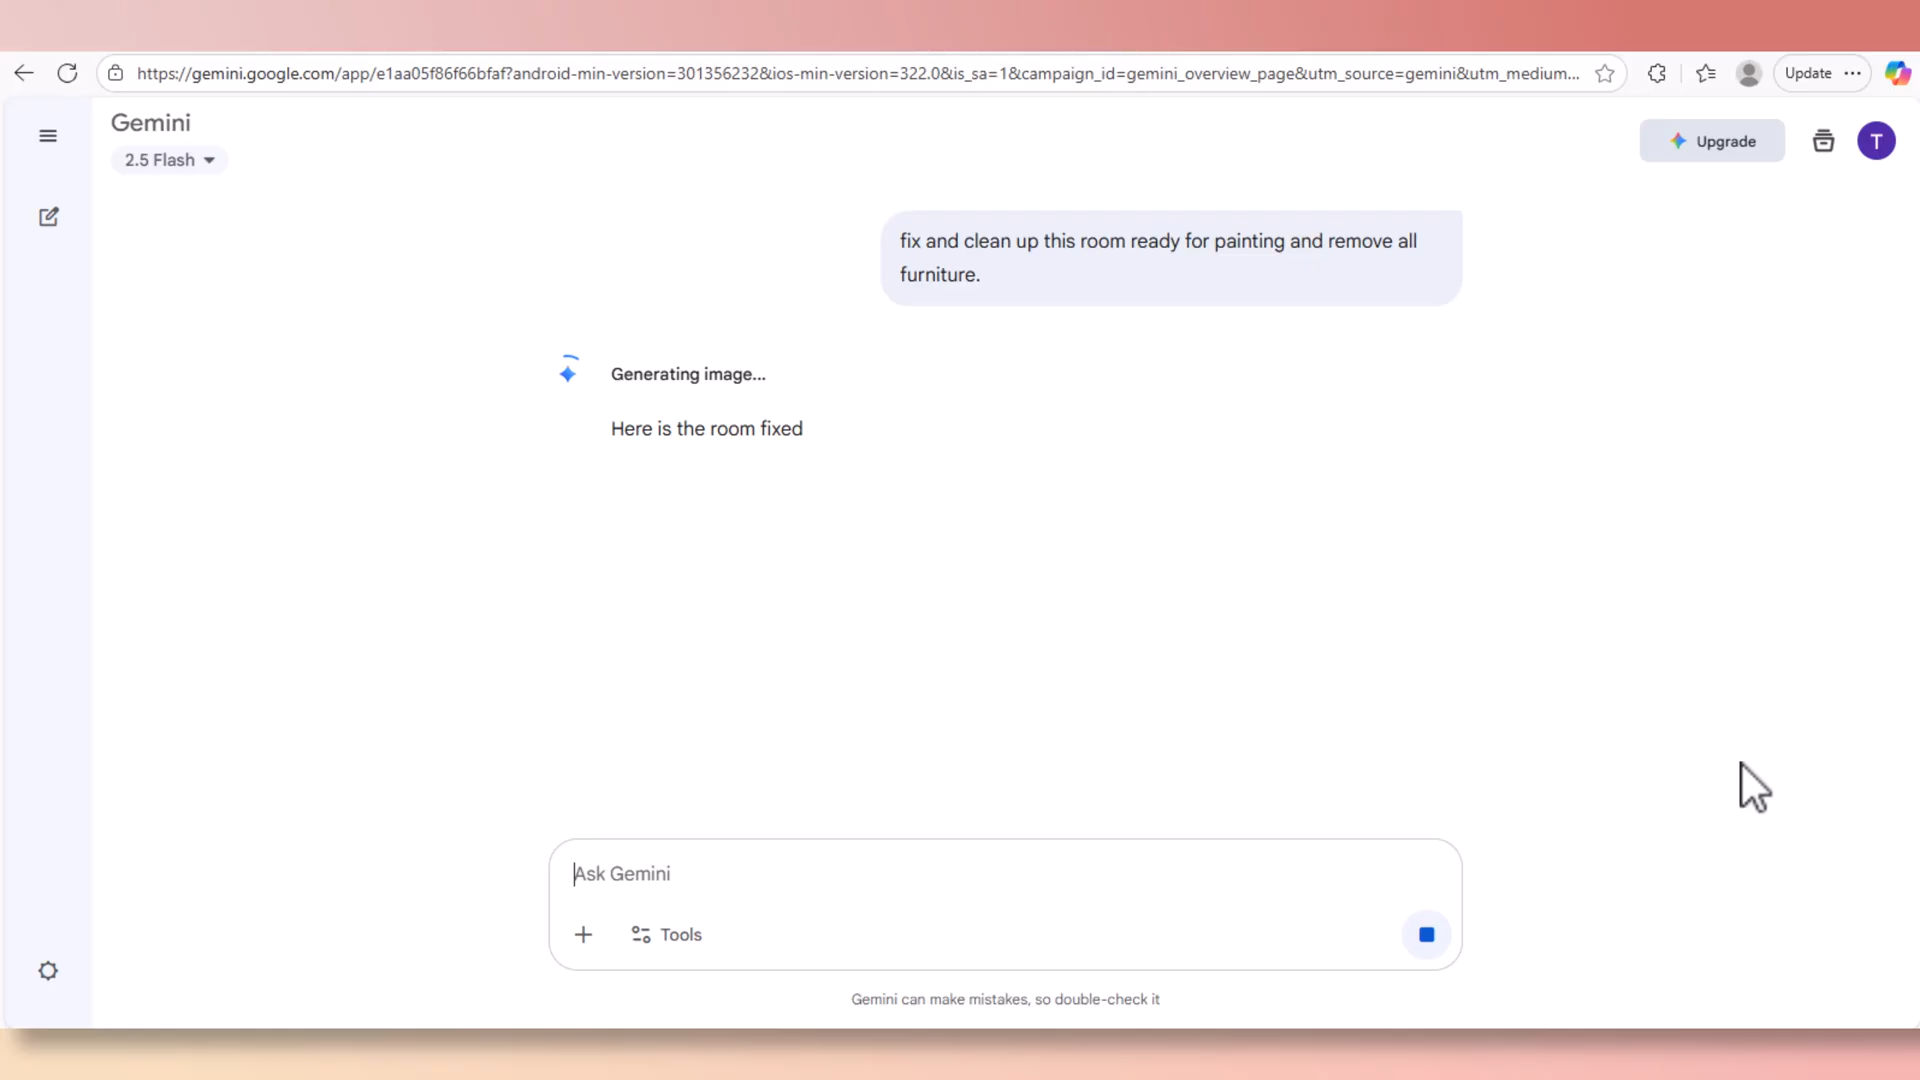 https://gemini.google.com/app/e1aa05f86f66bfaf?android-min-version=301356232&ios-min-version=322.0&is_sa=1&campaign_id=gemini_overview_page&utm_source=gemini&utm_medium...
Update
Gemini
2.5 Flash
Upgrade
T
fix and clean up this room ready for painting and remove all
furniture.
Generating image...
Here is the room fixed
Ask Gemini
Tools
Gemini can make mistakes, so double-check it